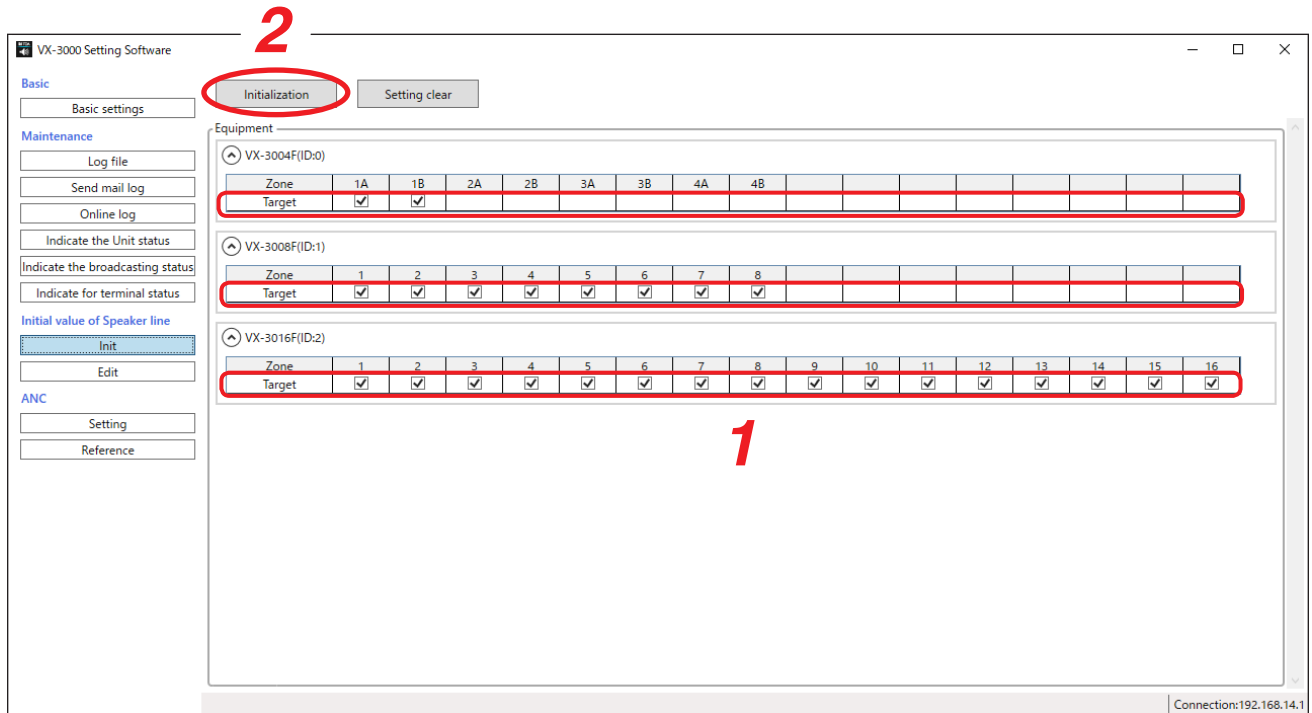 2
VX-3000 Setting Software
Basic
Basic settings
Maintenance
Log file
Send mail log
Online log
Indicate the Unit status
Indicate the broadcasting status
Indicate for terminal status
Initial value of Speaker line
Init
Edit
ANC
Setting
Reference
Initialization Setting clear
Equipment
VX-3004F(ID:0)
Zone 1A 1B 2A 2B 3A 3B 4A 4B
Target
VX-3008F(ID:1)
Zone 1 2 3 4 5 6 7 8
Target
VX-3016F(ID:2)
Zone 1 2 3 4 5 6 7 8 9 10 11 12 13 14 15 16
Target
1
Connection:192.168.14.1